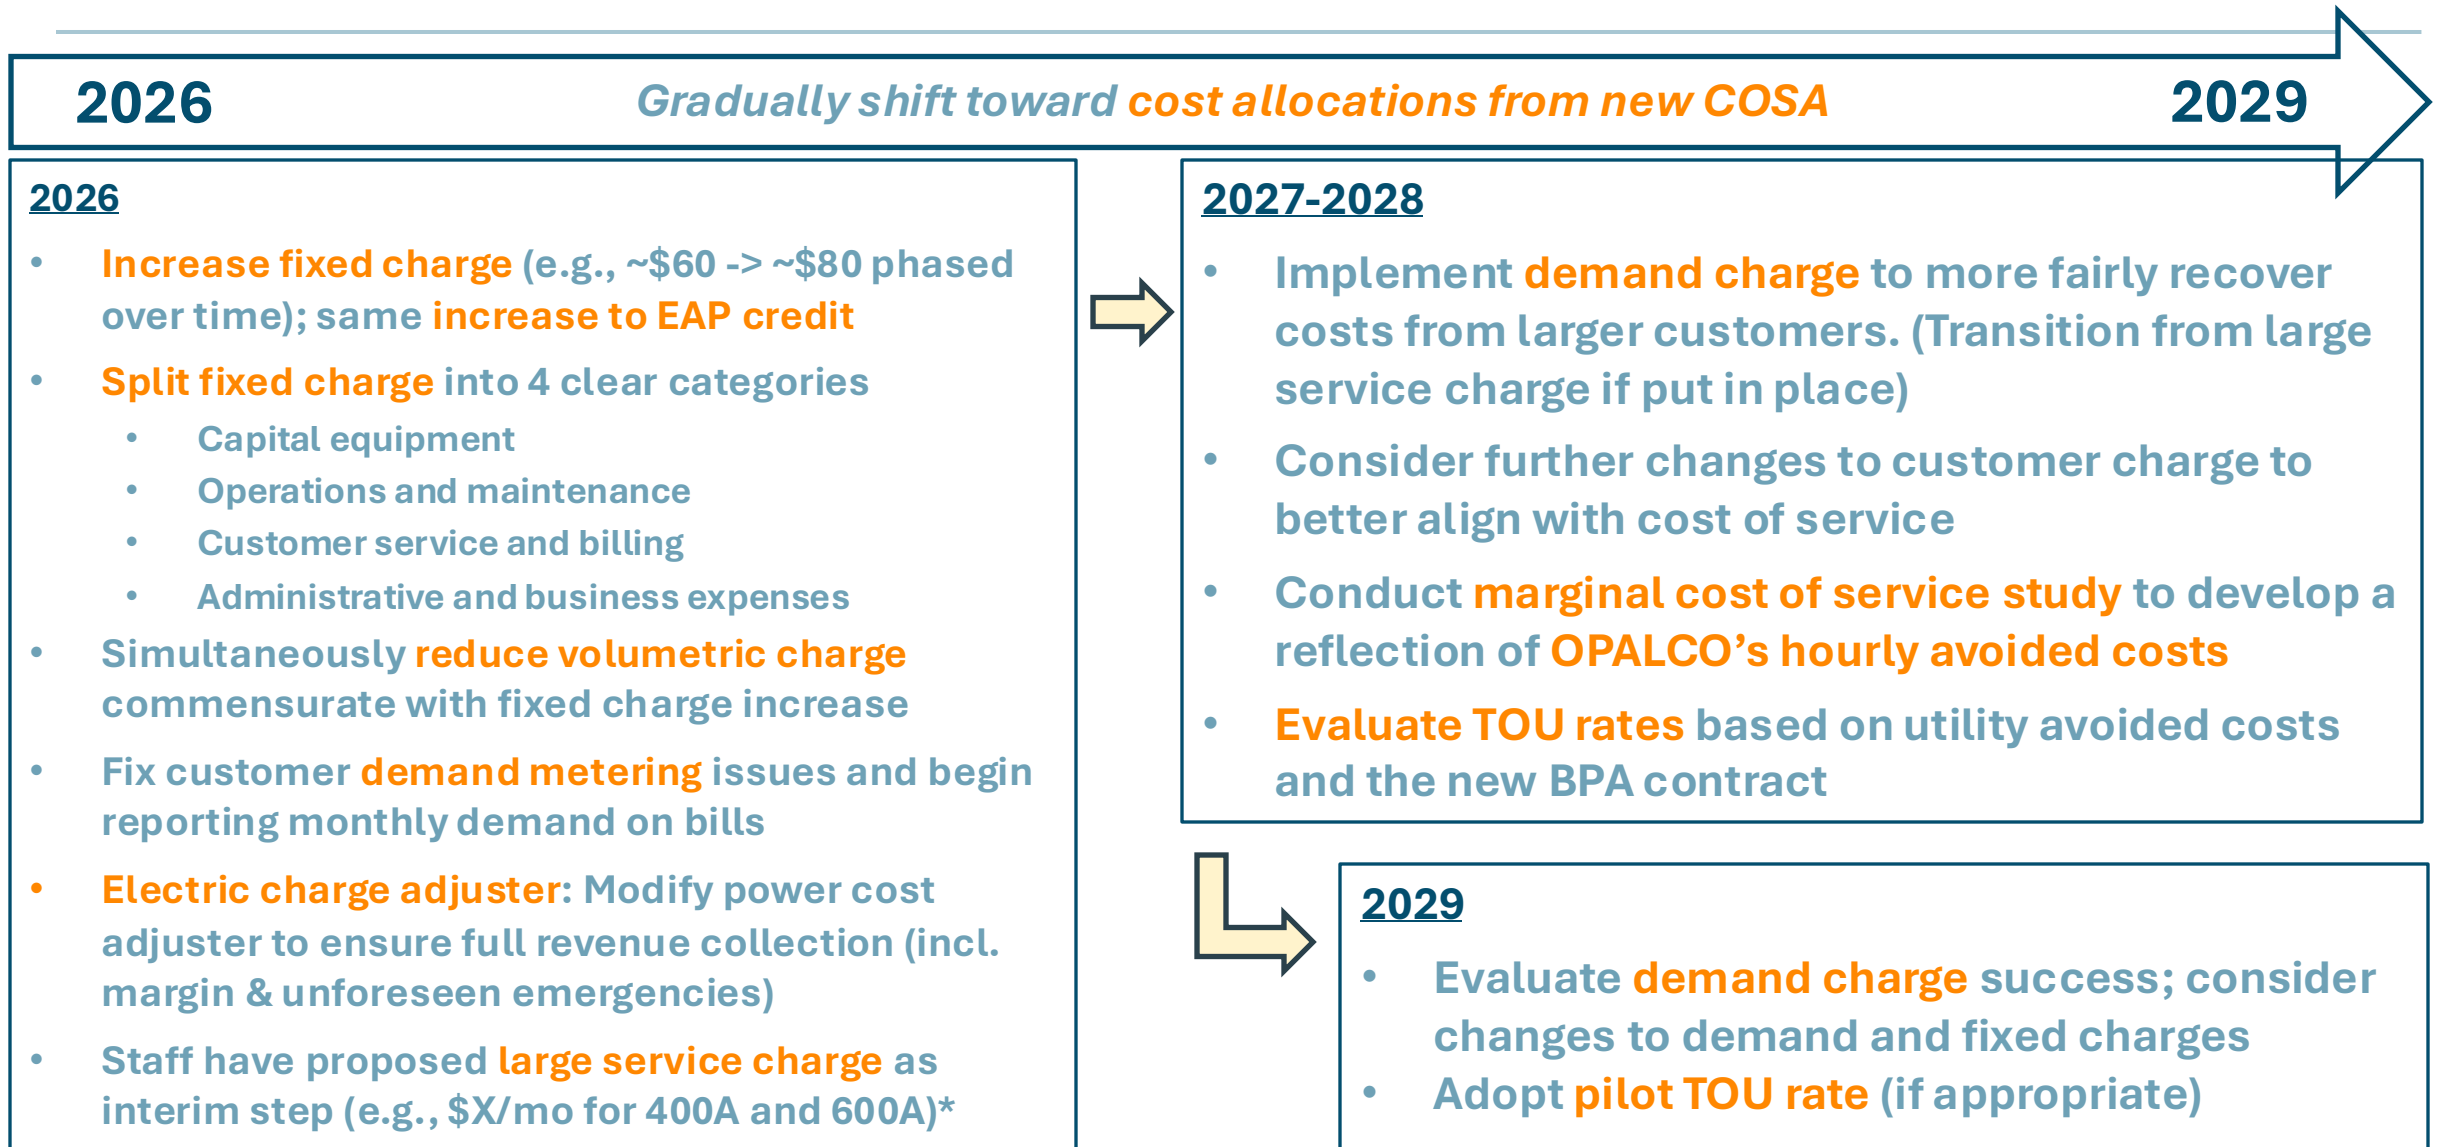 2026 Gradually shift toward cost allocations from new COSA 2029
2026
• Increase fixed charge (e.g., ~$60 -> ~$80 phased
over time); same increase to EAP credit
• Split fixed charge into 4 clear categories
• Capital equipment
• Operations and maintenance
• Customer service and billing
• Administrative and business expenses
• Simultaneously reduce volumetric charge
commensurate with fixed charge increase
• Fix customer demand metering issues and begin
reporting monthly demand on bills
• Electric charge adjuster: Modify power cost
adjuster to ensure full revenue collection (incl.
margin & unforeseen emergencies)
• Staff have proposed large service charge as
interim step (e.g., $X/mo for 400A and 600A)*
2027-2028
• Implement demand charge to more fairly recover
costs from larger customers. (Transition from large
service charge if put in place)
• Consider further changes to customer charge to
better align with cost of service
• Conduct marginal cost of service study to develop a
reflection of OPALCO’s hourly avoided costs
• Evaluate TOU rates based on utility avoided costs
and the new BPA contract
2029
• Evaluate demand charge success; consider
changes to demand and fixed charges
• Adopt pilot TOU rate (if appropriate)